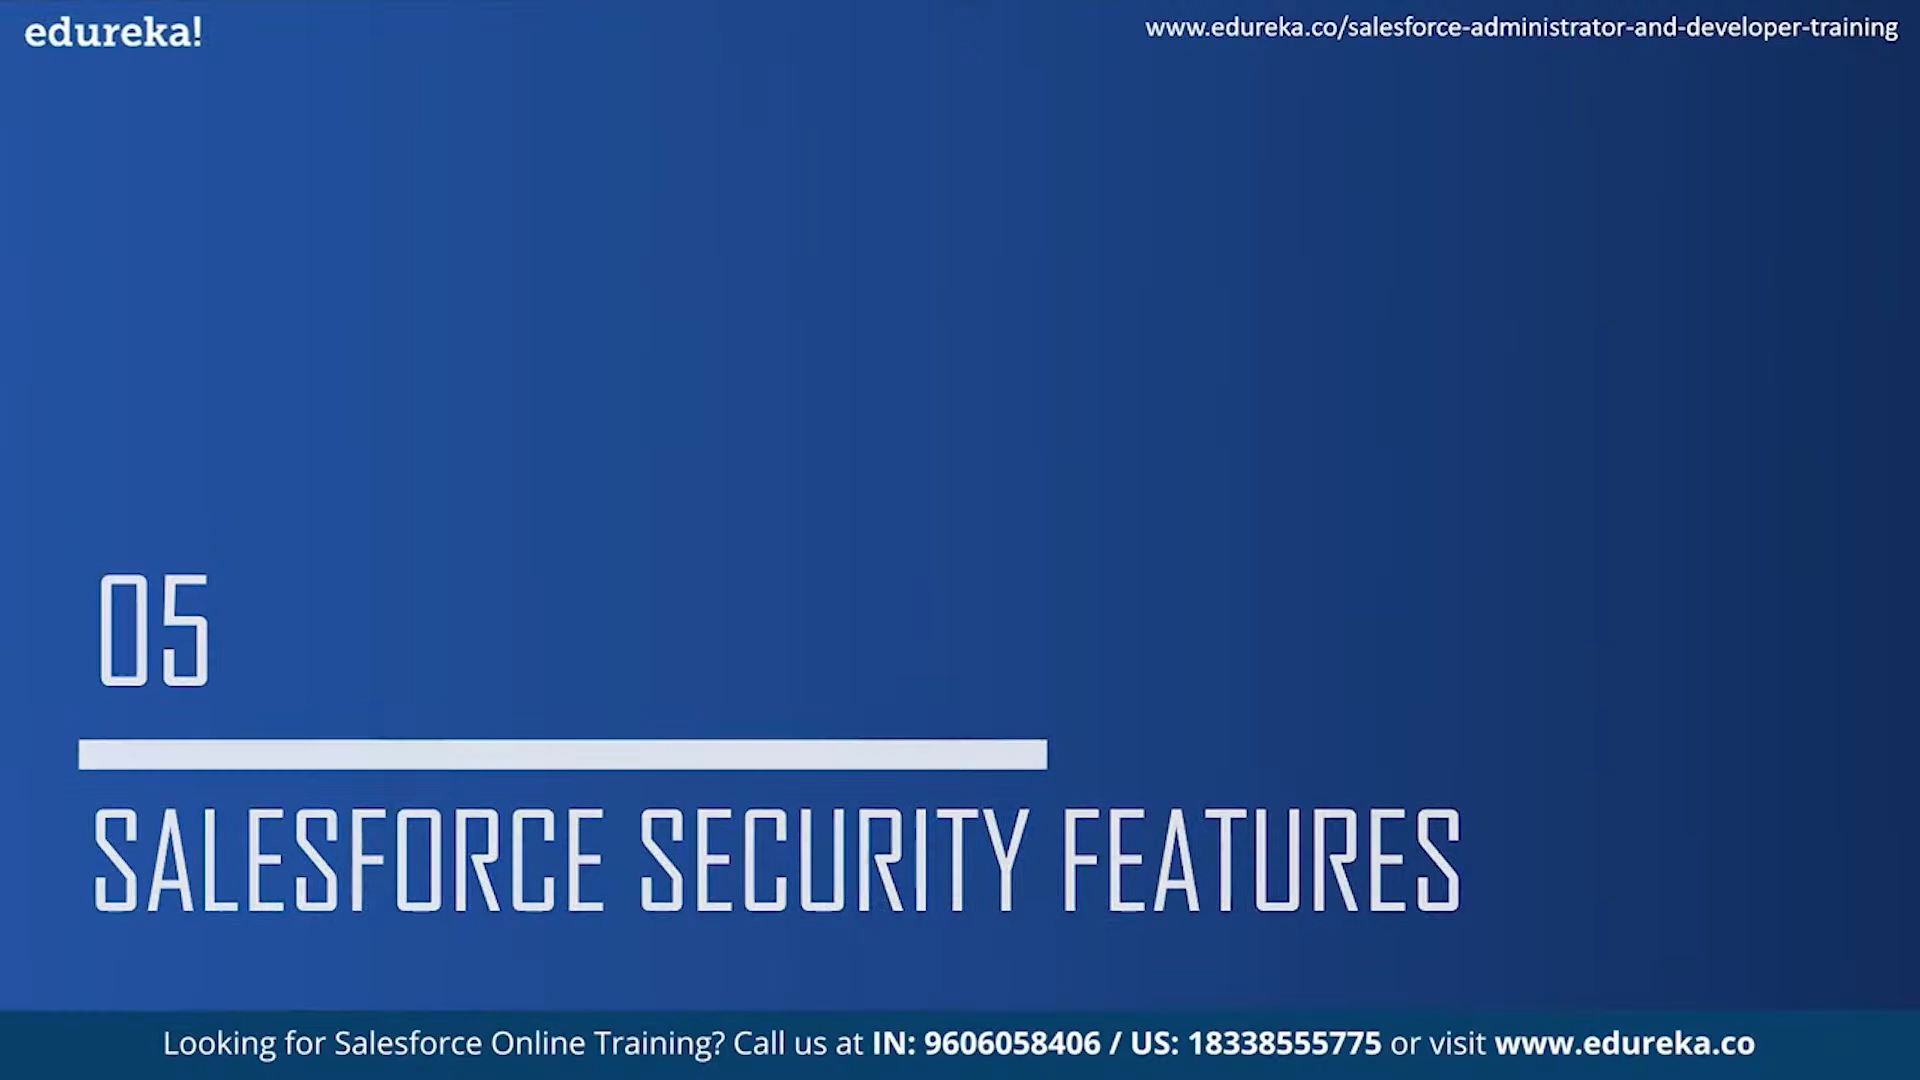 edureka!
www.edureka.co/salesforce-administrator-and-developer-training
05
SALESFORCE SECURITY FEATURES
Looking for Salesforce Online Training? Call us at IN: 9606058406 / US: 18338555775 or visit www.edureka.co